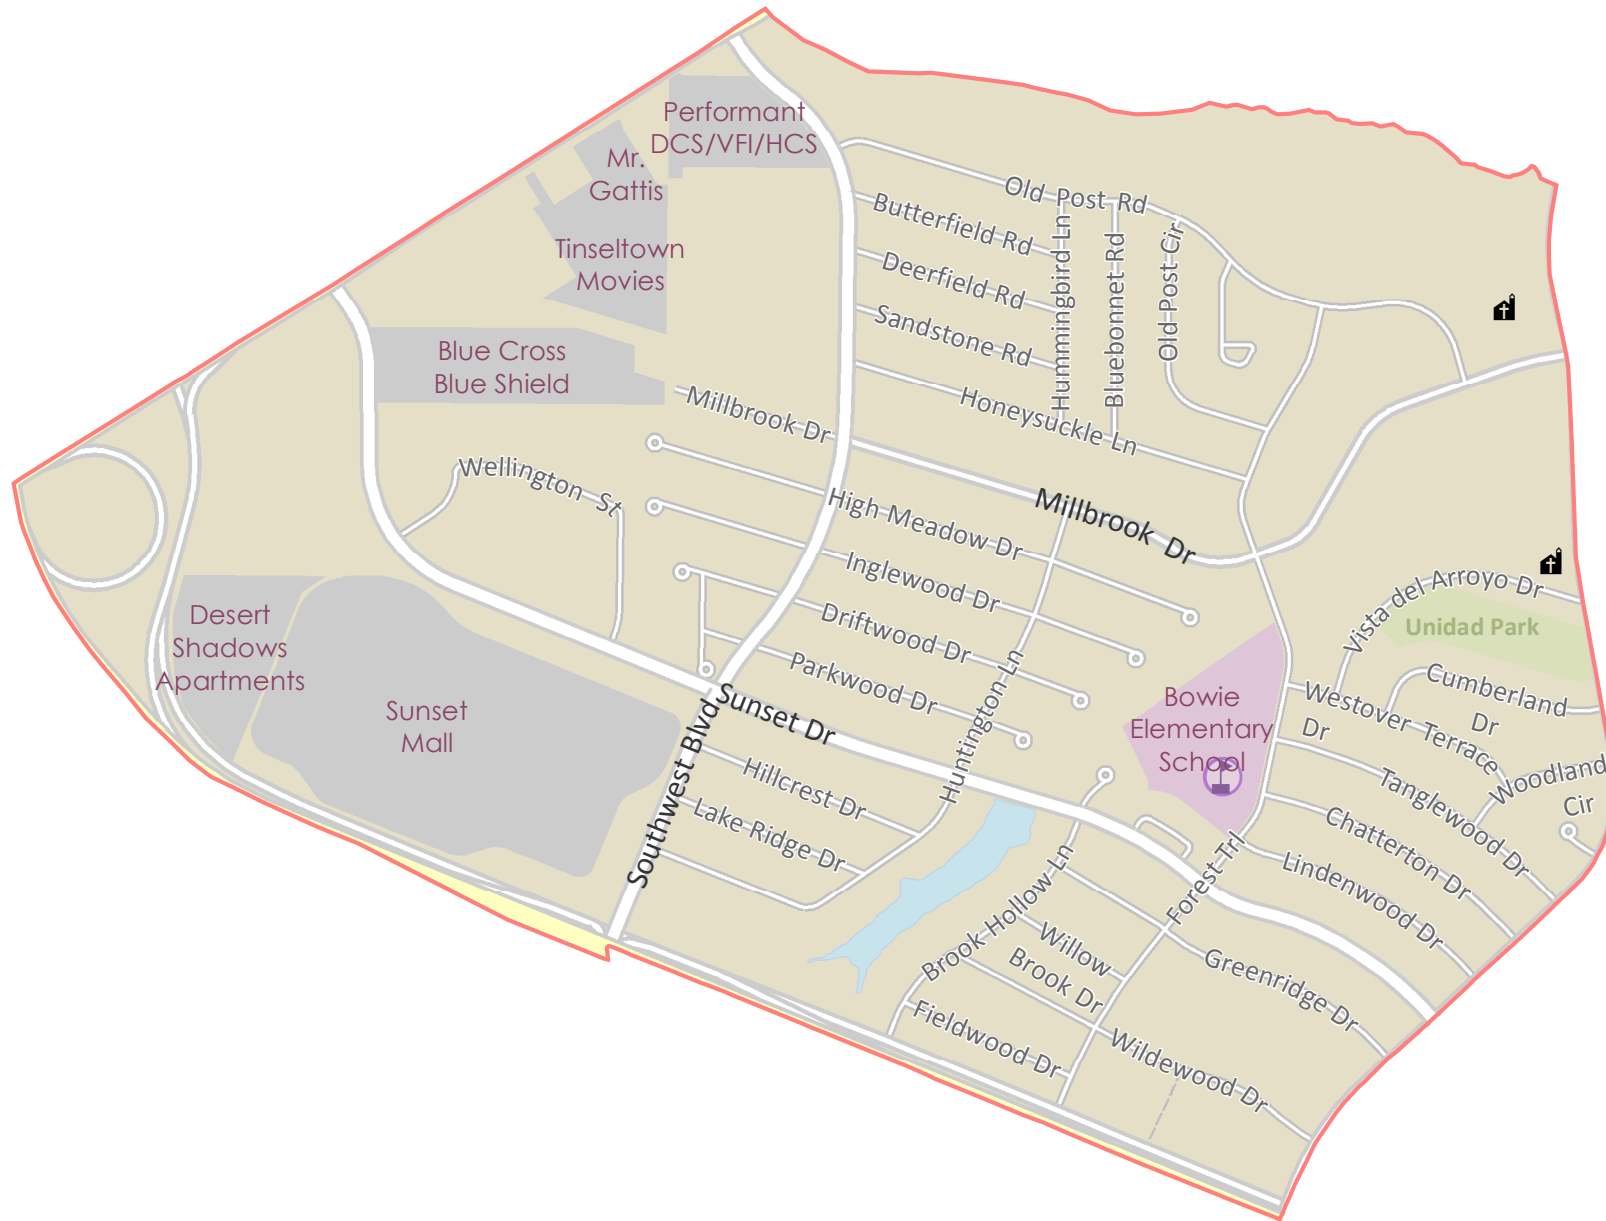 Performant
DCS/VFI/HCS
Mr.
Gattis
Tinseltown
Movies
Blue Cross
Blue Shield
Old Post Rd
Butterfield Rd
Deerfield Rd
Sandstone Rd
Honeysuckle Ln
Hummingbird Ln
Bluebonnet Rd
Old Post Cir
Millbrook Dr
Millbrook Dr
Wellington St
High Meadow Dr
Inglewood Dr
Driftwood Dr
Parkwood Dr
Huntington Ln
Vista del Arroyo Dr
Unidad Park
Desert
Shadows
Apartments
Sunset
Mall
Sunset Dr
Southwest Blvd
Bowie
Elementary
School
Westover Terrace
Dr
Cumberland
Dr
Woodland
Cir
Tanglewood Dr
Chatterton Dr
Lindenwood Dr
Hillcrest Dr
Lake Ridge Dr
Forest Trl
Brook Hollow Ln
Willow
Brook Dr
Greenridge Dr
Fieldwood Dr
Wildewood Dr